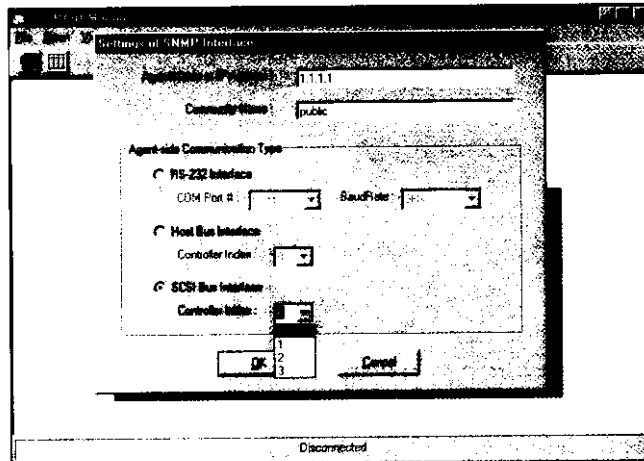 Settings of SNMP Interface
1.1.1.1
Community Name :
public
Agent-side Communication Type
RS-232 Interface
COM Port # :
BaudRate :
Host Bus Interface
Controller Index :
SCSI Bus Interface
Controller Index :
1
2
3
OK
Cancel
Disconnected